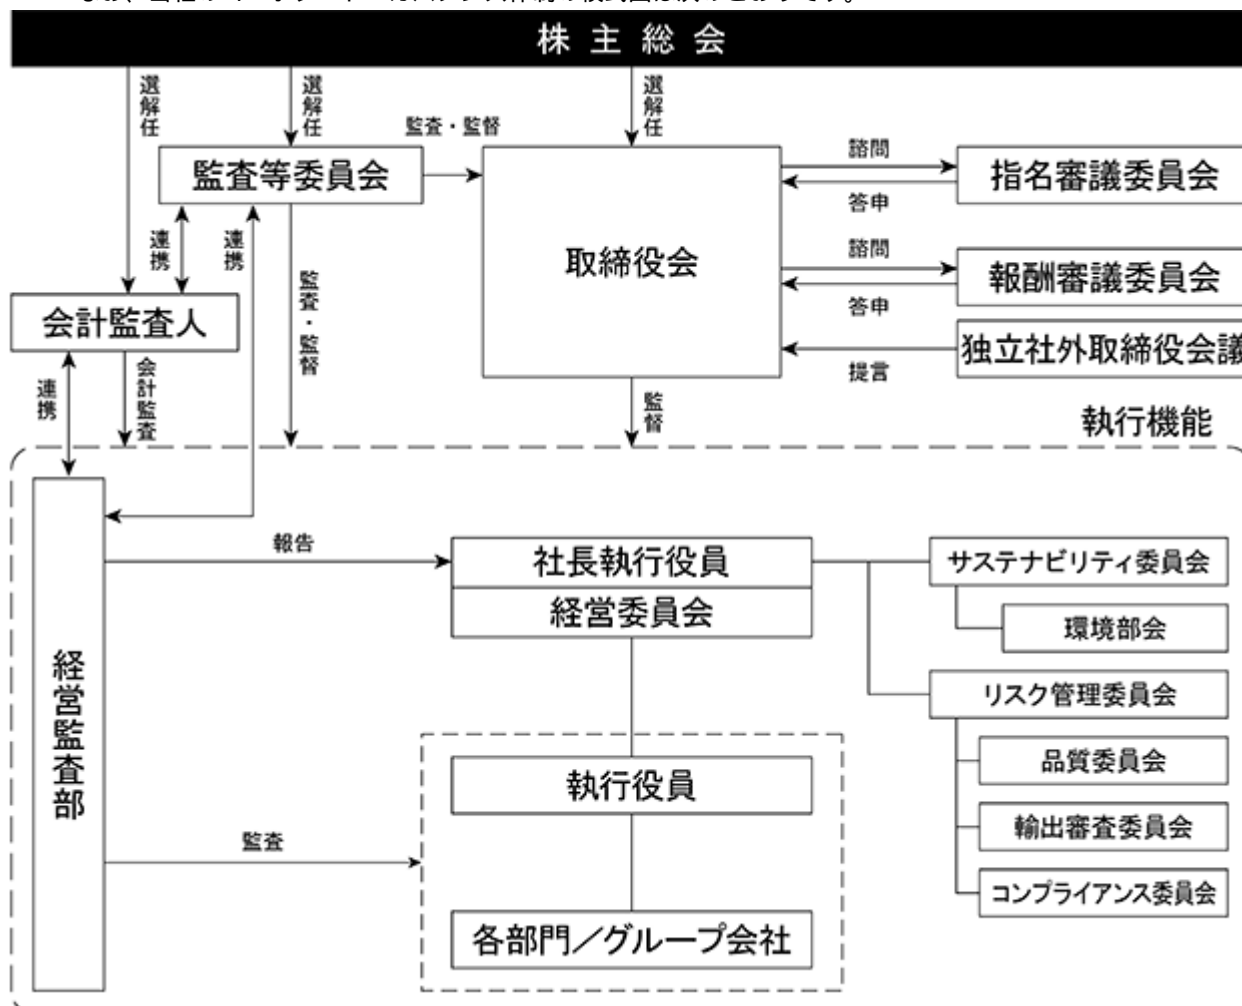 株主総会
選解任
選解任
選解任
監査・監督
諮問
監査等委員会
指名審議委員会
答申
連携
連携
取締役会
諮問
報酬審議委員会
監査・監督
答申
会計監査人
独立社外取締役会議
提言
連携
会計監査
監督
執行機能
報告
社長執行役員
サステナビリティ委員会
経営委員会
環境部会
経営監査部
リスク管理委員会
品質委員会
執行役員
輸出審査委員会
監査
コンプライアンス委員会
各部門／グループ会社